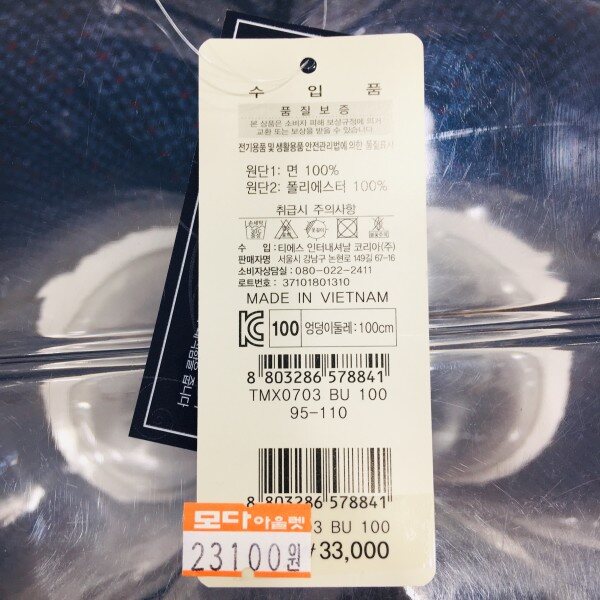 수 입 품
품 질 보 증
본 상품은 소비자 피해 보상규정에 의거
교환 또는 보상을 받을 수 있습니다.
전기용품 및 생활용품 안전관리법에 의한 품질표시
원단1: 면 100%
원단2: 폴리에스터 100%
취급시 주의사항
수 입 : 티에스 인터내셔날 코리아(주)
판매자명 서울시 강남구 논현로 149길 67-16
소비자상담실 : 080-022-2411
로트번호 : 37101801310
MADE IN VIETNAM
100 엉덩이둘레 : 100cm
8 803286 578841
TMX0703 BU 100
95-110
8 803286 578841
03 BU 100
₩33,000
모다아울렛
23100원